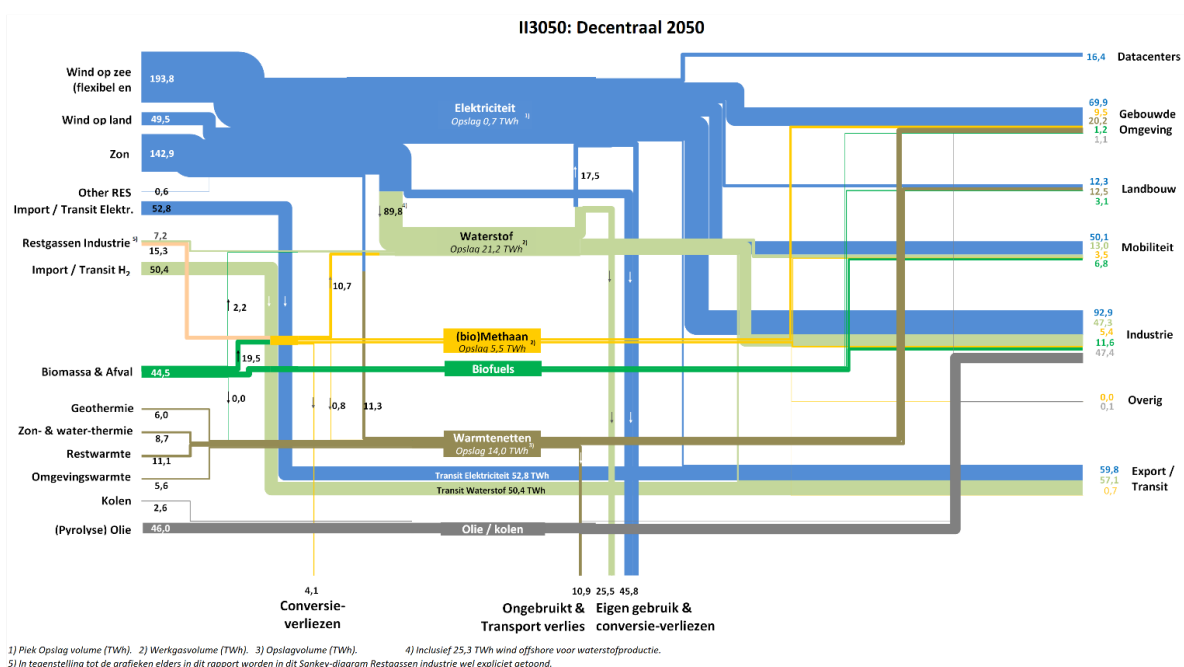 II3050: Decentraal 2050
Wind op zee
(flexibel en
193,8
Wind op land
49,5
Zon
142,9
Other RES
0,6
Import / Transit Elektr.
52,8
Restgassen Industrie 5)
7,2
15,3
Import / Transit H2
50,4
Biomassa & Afval
44,5
Geothermie
6,0
Zon- & water-thermie
8,7
Restwarmte
11,1
Omgevingswarmte
5,6
Kolen
2,6
(Pyrolyse) Olie
46,0
Elektriciteit
Opslag 0,7 TWh 1)
17,5
89,8 4)
Waterstof
Opslag 21,2 TWh 2)
10,7
2,2
(bio)Methaan
Opslag 5,5 TWh 2)
19,5
Biofuels
0,0
0,8
11,3
Warmtenetten
Opslag 14,0 TWh 3)
Transit Elektriciteit 52,8 TWh
Transit Waterstof 50,4 TWh
Olie / kolen
4,1
Conversie-
verliezen
10,9
25,5
45,8
Ongebruikt &
Transport verlies
Eigen gebruik &
conversie-verliezen
16,4
Datacenters
69,9
9,5
20,2
1,2
1,1
Gebouwde
Omgeving
12,3
12,5
3,1
Landbouw
50,1
13,0
3,5
6,8
Mobiliteit
92,9
47,3
5,4
11,6
47,4
Industrie
0,0
0,1
Overig
59,8
57,1
0,7
Export /
Transit
1) Piek Opslag volume (TWh). 2) Werkgasvolume (TWh). 3) Opslagvolume (TWh). 4) Inclusief 25,3 TWh wind offshore voor waterstofproductie.
5) In tegenstelling tot de grafieken elders in dit rapport worden in dit Sankey-diagram Restgassen industrie wel expliciet getoond.